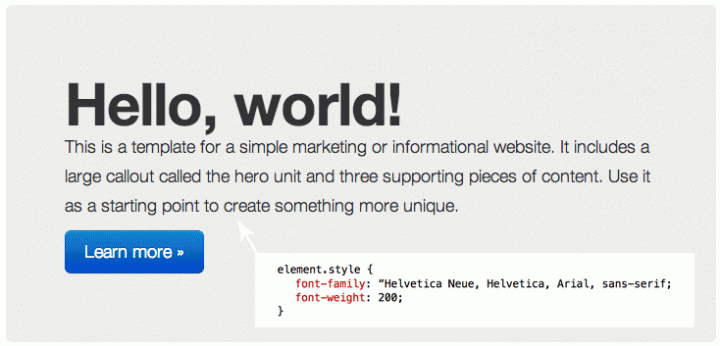 Hello, world!
This is a template for a simple marketing or informational website. It includes a
large callout called the hero unit and three supporting pieces of content. Use it
as a starting point to create something more unique.
Learn more »
element.style {
font-family: “Helvetica Neue, Helvetica, Arial, sans-serif;
font-weight: 200;
}